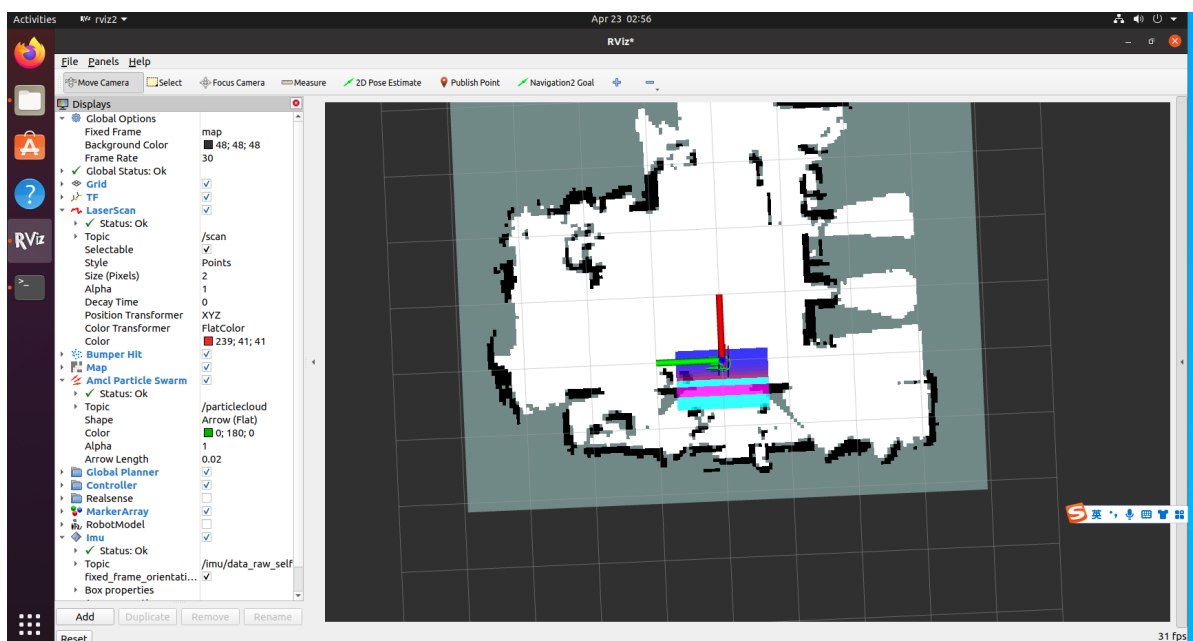 Activities RViz rviz2 Apr 23 02:56
RViz*
File Panels Help
Move Camera Select Focus Camera Measure 2D Pose Estimate Publish Point Navigation2 Goal
Displays
Global Options
Fixed Frame map
Background Color 48; 48; 48
Frame Rate 30
Global Status: Ok
Grid
TF
LaserScan
Status: Ok
Topic /scan
Selectable
Style Points
Size (Pixels) 2
Alpha 1
Decay Time 0
Position Transformer XYZ
Color Transformer FlatColor
Color 239; 41; 41
Bumper Hit
Map
Amcl Particle Swarm
Status: Ok
Topic /particlecloud
Shape Arrow (Flat)
Color 0; 180; 0
Alpha 1
Arrow Length 0.02
Global Planner
Controller
Realsense
MarkerArray
RobotModel
Imu
Status: Ok
Topic /imu/data_raw_self
fixed_frame_orientati...
Box properties
Add Duplicate Remove Rename
Reset
31 fps
RViz
英